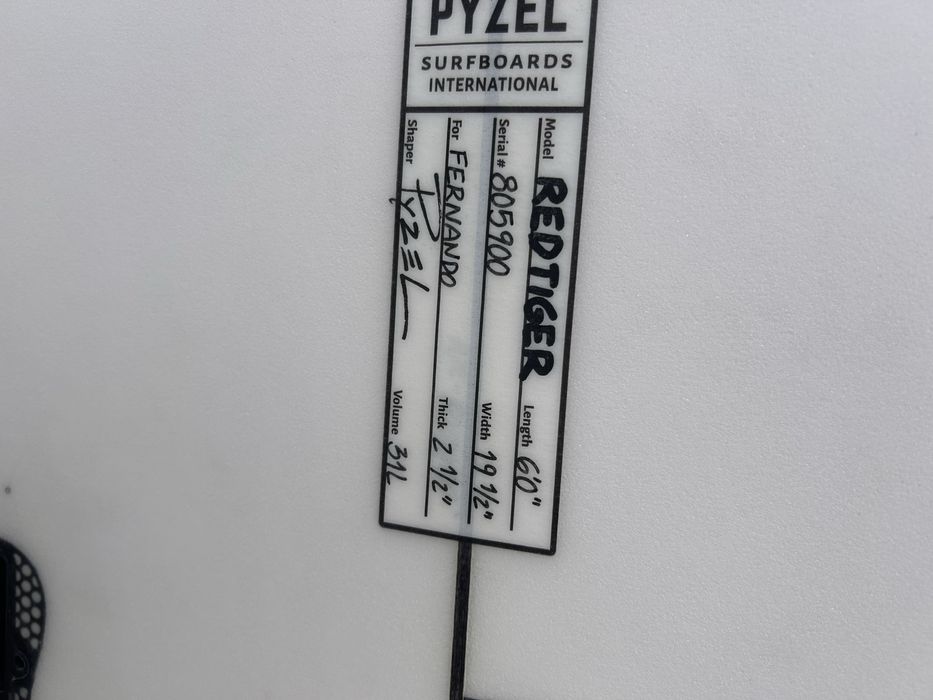 PYZEL
SURFBOARDS
INTERNATIONAL
Model REDTIGER Length 6'0"
Serial # 805900 Width 19 1/2"
For FERNANDO Thick 2 1/2"
Shaper PYZEL Volume 31L